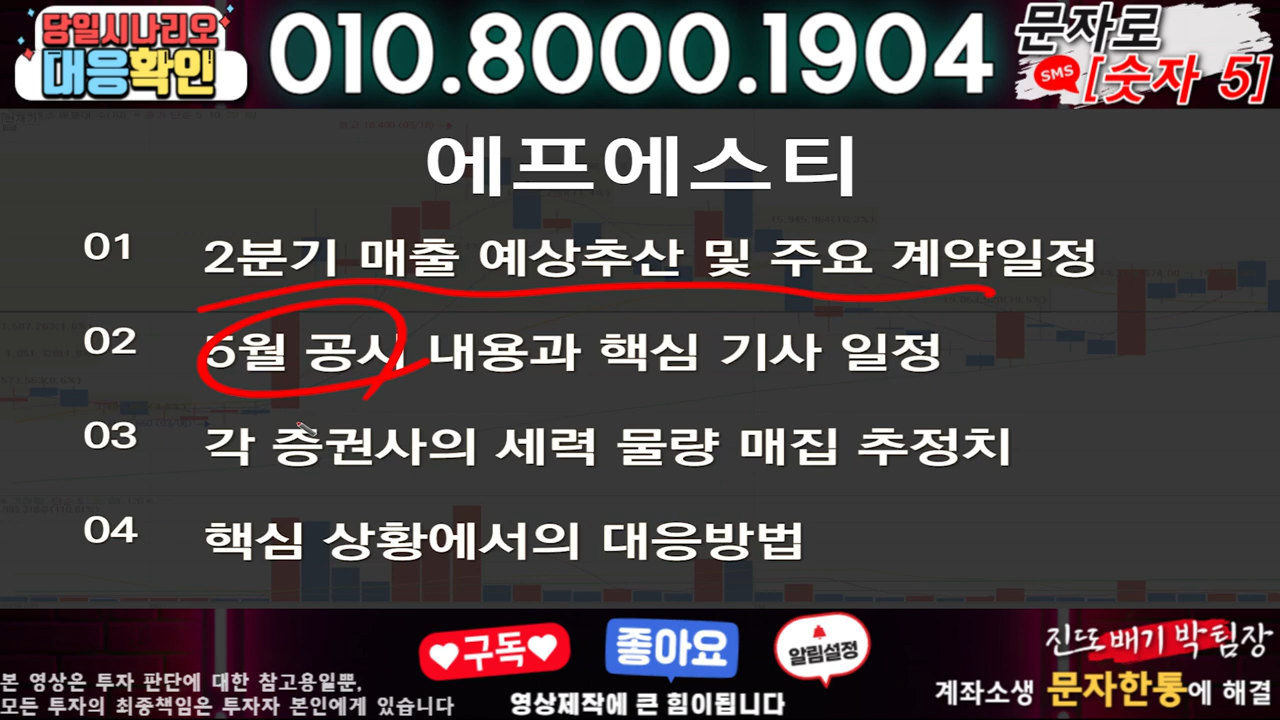 당일시나리오
대응확인
010.8000.1904
문자로
SMS
[숫자 5]
에프에스티
01 2분기 매출 예상추산 및 주요 계약일정
02 5월 공시 내용과 핵심 기사 일정
03 각 증권사의 세력 물량 매집 추정치
04 핵심 상황에서의 대응방법
구독
좋아요
알림설정
영상제작에 큰 힘이됩니다
본 영상은 투자 판단에 대한 참고용일뿐,
모든 투자의 최종책임은 투자자 본인에게 있습니다
진또배기 박팀장
계좌소생 문자한통에 해결